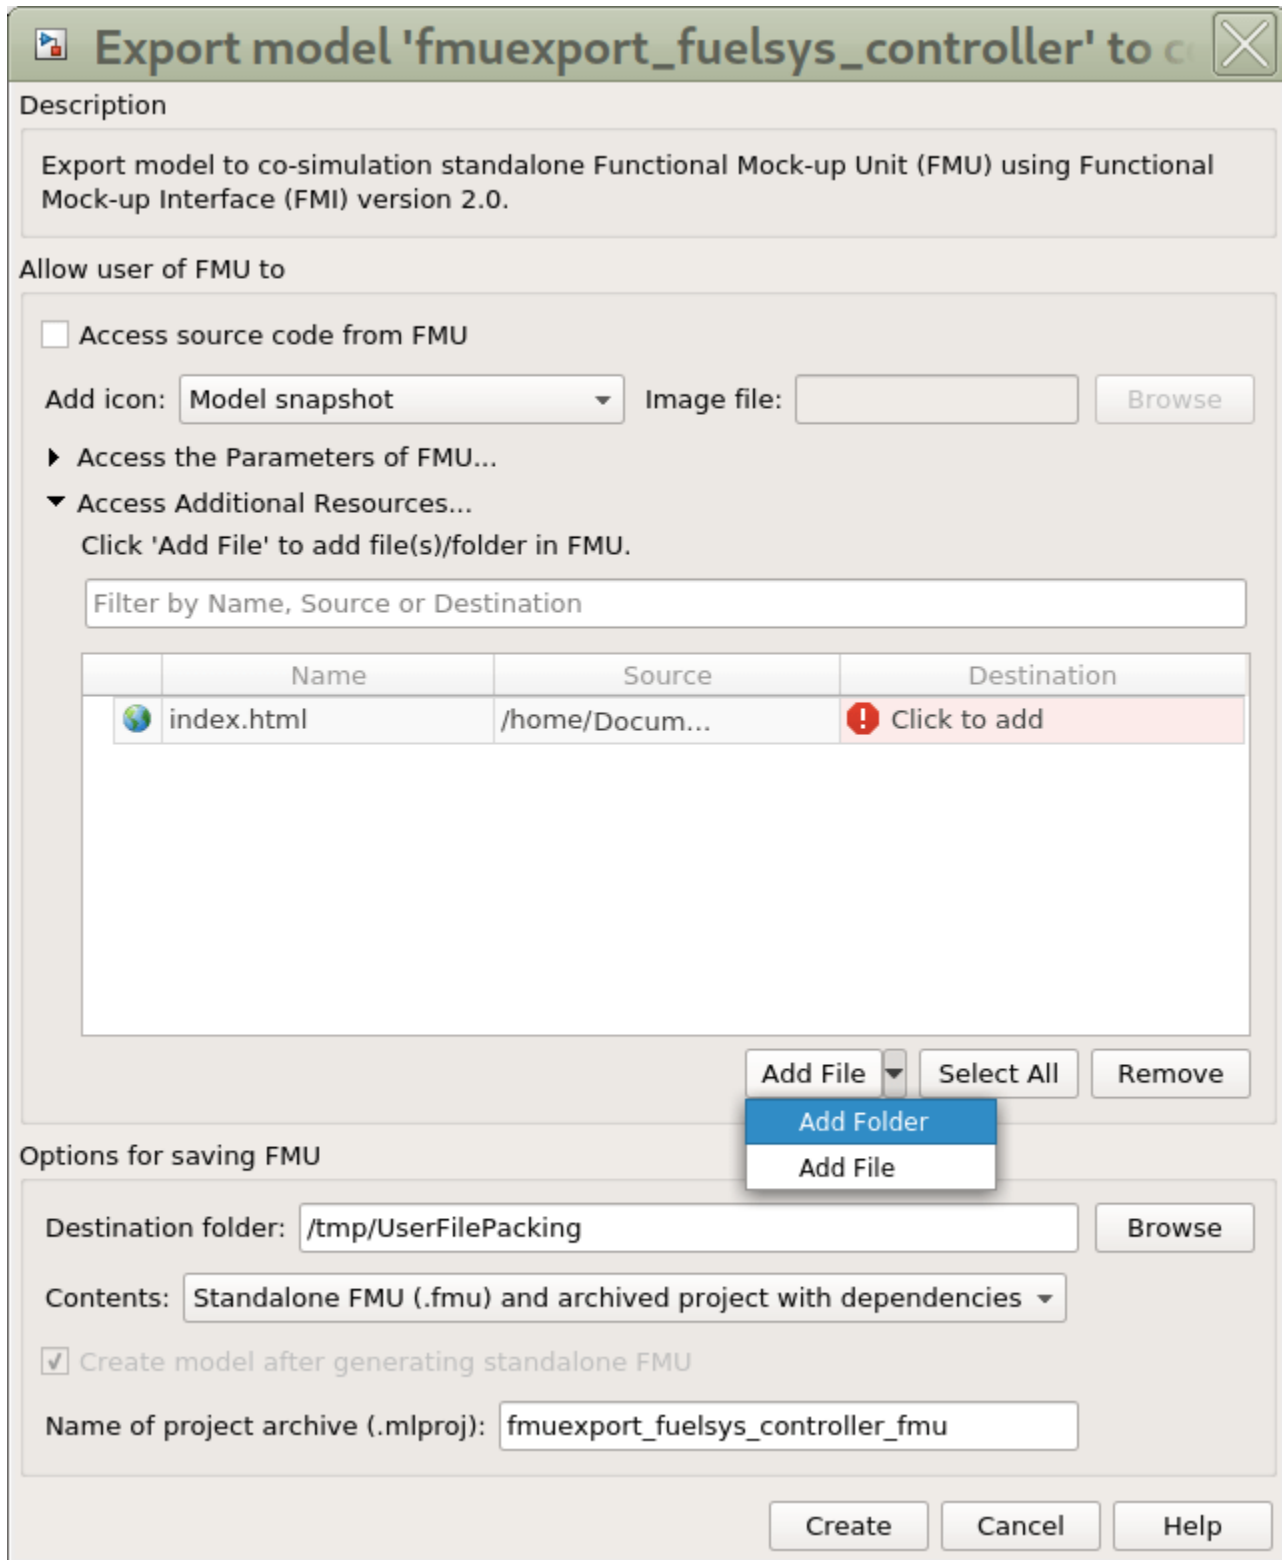 Export model 'fmuexport_fuelsys_controller' to c
Description
Export model to co-simulation standalone Functional Mock-up Unit (FMU) using Functional
Mock-up Interface (FMI) version 2.0.
Allow user of FMU to
Access source code from FMU
Add icon: Model snapshot Image file: Browse
Access the Parameters of FMU...
Access Additional Resources...
Click 'Add File' to add file(s)/folder in FMU.
Filter by Name, Source or Destination
Name Source Destination
index.html /home/Docum... Click to add
Add File Select All Remove
Add Folder
Add File
Options for saving FMU
Destination folder: /tmp/UserFilePacking Browse
Contents: Standalone FMU (.fmu) and archived project with dependencies
Create model after generating standalone FMU
Name of project archive (.mlproj): fmuexport_fuelsys_controller_fmu
Create Cancel Help